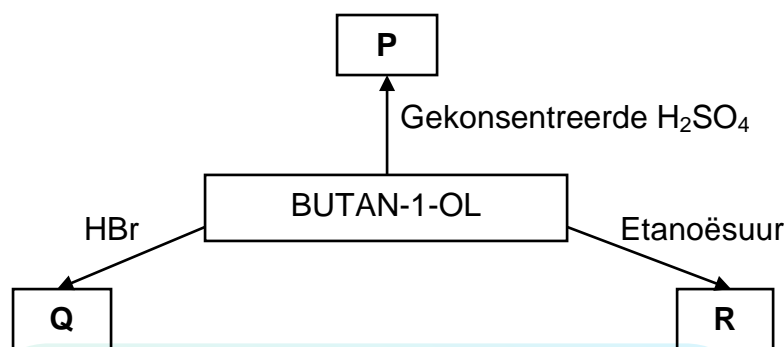 P
Gekonsentreerde H₂SO₄
BUTAN-1-OL
HBr
Etanoësuur
Q
R